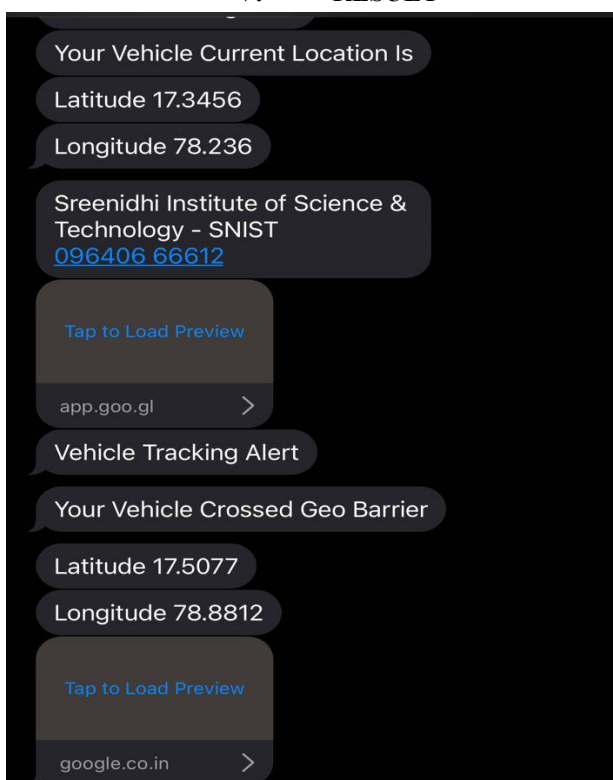 RESULT
Your Vehicle Current Location Is
Latitude 17.3456
Longitude 78.236
Sreenidhi Institute of Science &
Technology - SNIST
096406 66612
Tap to Load Preview
app.goo.gl
Vehicle Tracking Alert
Your Vehicle Crossed Geo Barrier
Latitude 17.5077
Longitude 78.8812
Tap to Load Preview
google.co.in